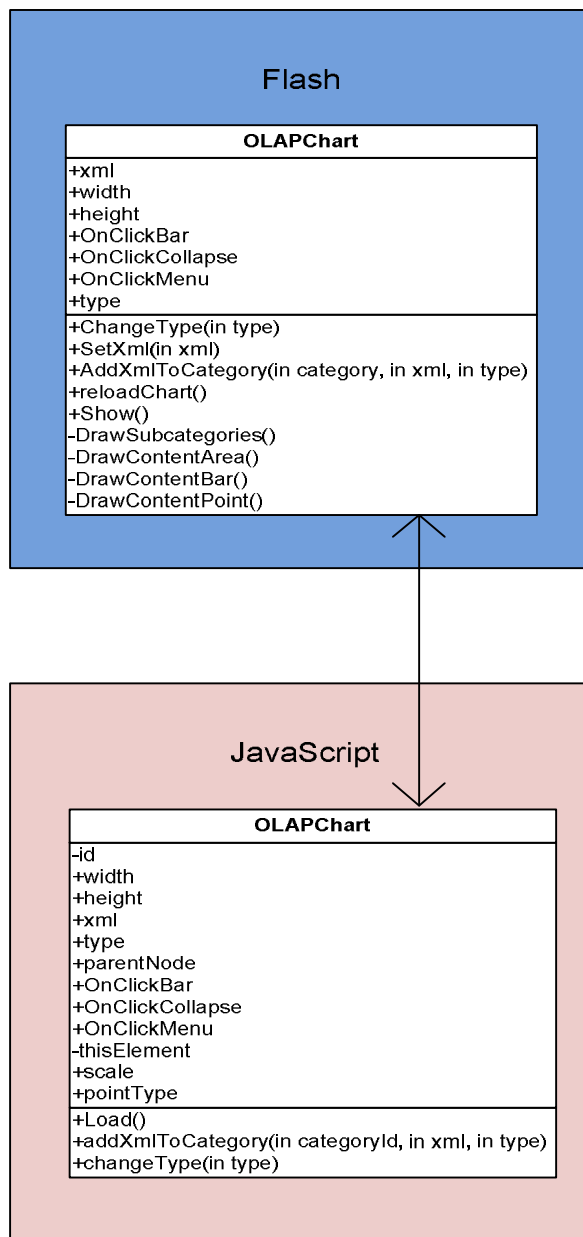 Flash
OLAPChart
+xml
+width
+height
+OnClickBar
+OnClickCollapse
+OnClickMenu
+type
+ChangeType(in type)
+SetXml(in xml)
+AddXmlToCategory(in category, in xml, in type)
+reloadChart()
+Show()
-DrawSubcategories()
-DrawContentArea()
-DrawContentBar()
-DrawContentPoint()
JavaScript
OLAPChart
-id
+width
+height
+xml
+type
+parentNode
+OnClickBar
+OnClickCollapse
+OnClickMenu
-thisElement
+scale
+pointType
+Load()
+addXmlToCategory(in categoryId, in xml, in type)
+changeType(in type)